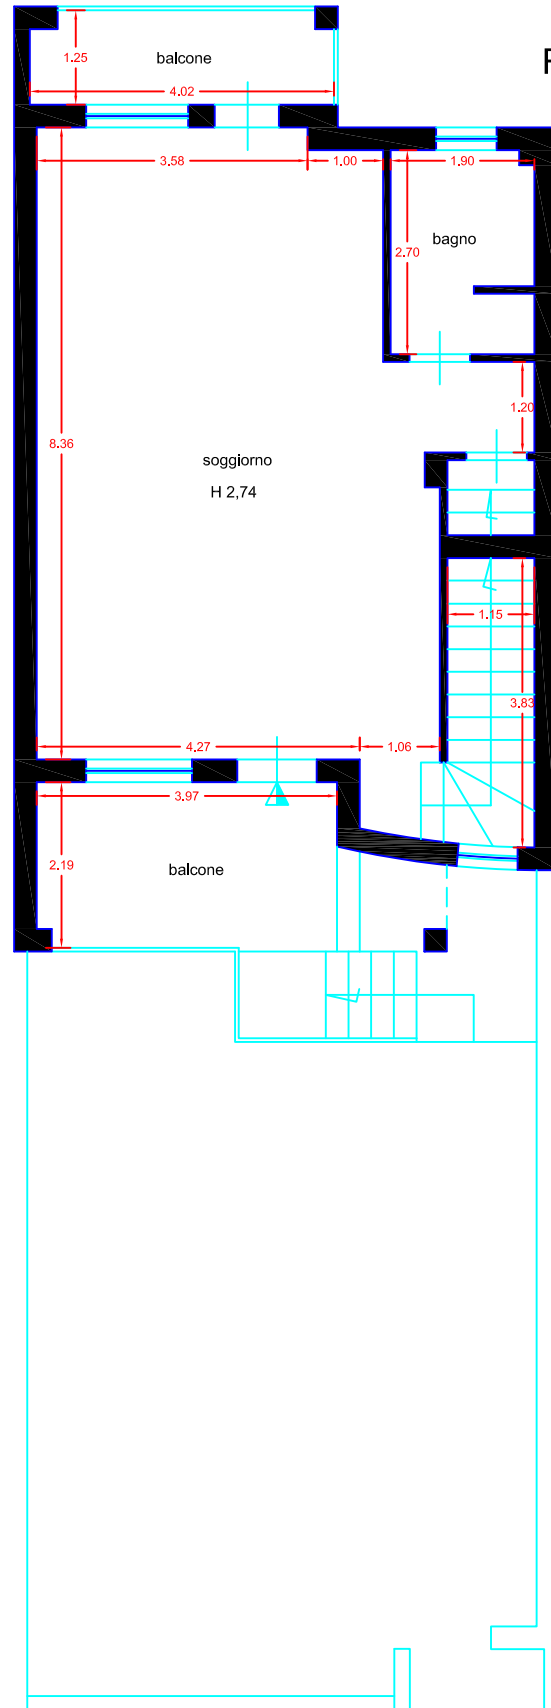 F
1.25
balcone
4.02
3.58
1.00
1.90
bagno
2.70
1.20
8.36
soggiorno
H 2,74
1.15
3.83
4.27
1.06
3.97
2.19
balcone